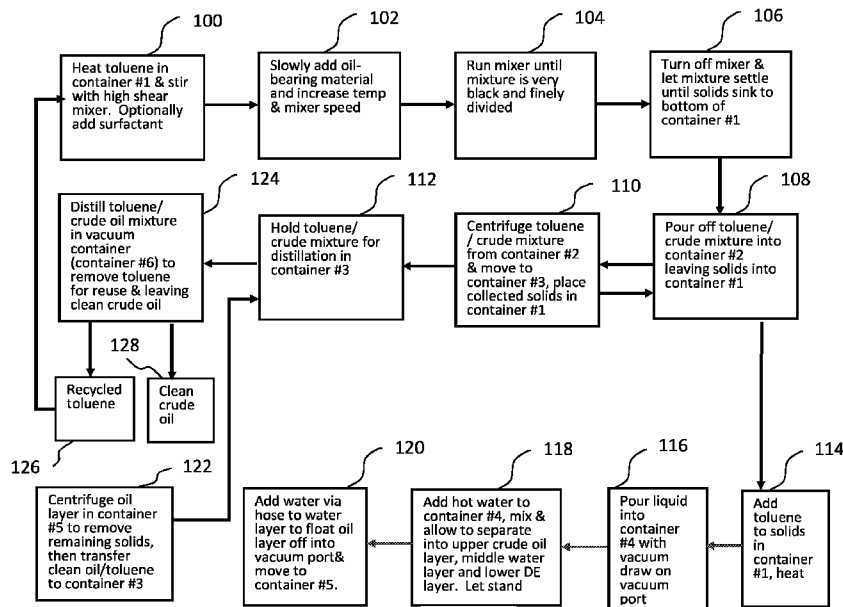 100
Heat toluene in
container #1 & stir
with high shear
mixer. Optionally
add surfactant
102
Slowly add oil-
bearing material
and increase temp
& mixer speed
104
Run mixer until
mixture is very
black and finely
divided
106
Turn off mixer &
let mixture settle
until solids sink to
bottom of
container #1
124
Distill toluene/
crude oil mixture
in vacuum
container
(container #6) to
remove toluene
for reuse & leaving
clean crude oil
112
Hold toluene/
crude mixture for
distillation in
container #3
110
Centrifuge toluene
/ crude mixture
from container #2
& move to
container #3, place
collected solids in
container #1
108
Pour off toluene/
crude mixture into
container #2
leaving solids into
container #1
128
Recycled
toluene
Clean
crude
oil
126
122
Centrifuge oil
layer in container
#5 to remove
remaining solids,
then transfer
clean oil/toluene
to container #3
120
Add water via
hose to water
layer to float oil
layer off into
vacuum port&
move to
container #5.
118
Add hot water to
container #4, mix &
allow to separate
into upper crude oil
layer, middle water
layer and lower DE
layer. Let stand
116
Pour liquid
into
container
#4 with
vacuum
draw on
vacuum
port
114
Add
toluene to
solids in
container
#1, heat